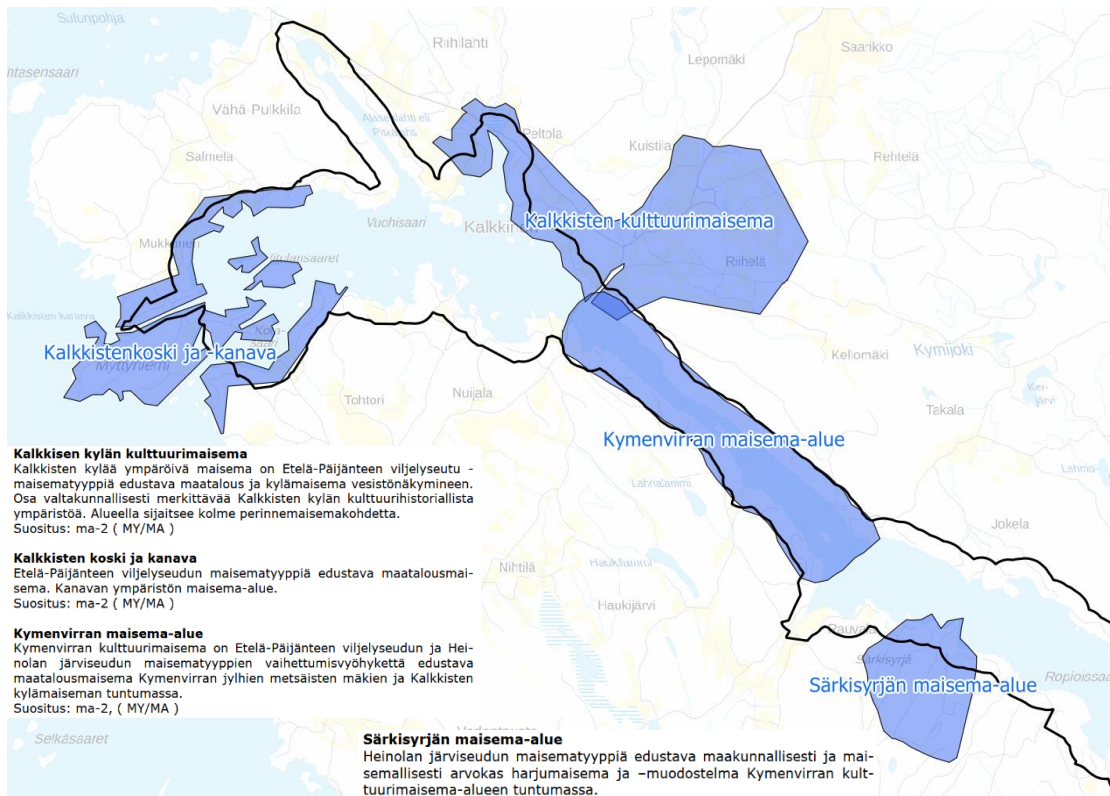 Sulunpohja
Riihilahti
Saarikko
Lepomäki
ntasensaari
Vähä-Pulkkila
Alasenlahti eli
Pitkälahti
Peltola
Kuistila
Rehtelä
Salmela
Vuchisaari
Kalkkisten kulttuurimaisema
Mukkinen
Riihelä
Kalkkisten kanava
Kalkkistenkoski ja -kanava
Myttyniemi
Kellomäki
Kymijoki
Tohtori
Nuijala
Takala
Kymenvirran maisema-alue
Kalkkisen kylän kulttuurimaisema
Kalkkisten kylää ympäröivä maisema on Etelä-Päijänteen viljelyseutu -
maisematyyppiä edustava maatalous ja kylämaisema vesistönäkymineen.
Osa valtakunnallisesti merkittävää Kalkkisten kylän kulttuurihistoriallista
ympäristöä. Alueella sijaitsee kolme perinnemaisemakohdetta.
Suositus: ma-2 ( MY/MA )
Lahnalammi
Jokela
Kalkkisten koski ja kanava
Etelä-Päijänteen viljelyseudun maisematyyppiä edustava maatalousmai-
sema. Kanavan ympäristön maisema-alue.
Suositus: ma-2 ( MY/MA )
Nihtilä
Haukilammi
Haukijärvi
Kymenvirran maisema-alue
Kymenvirran kulttuurimaisema on Etelä-Päijänteen viljelyseudun ja Hei-
nolan järviseudun maisematyyppien vaihettumisvyöhykettä edustava
maatalousmaisema Kymenvirran jylhien metsäisten mäkien ja Kalkkisten
kylämaiseman tuntumassa.
Suositus: ma-2, ( MY/MA )
Rauvala
Särkisyrjä
Särkisyrjän maisema-alue
Ropioissaa
Selkäsaaret
Särkisyrjän maisema-alue
Heinolan järviseudun maisematyyppiä edustava maakunnallisesti ja mai-
semallisesti arvokas harjumaisema ja –muodostelma Kymenvirran kult-
tuurimaisema-alueen tuntumassa.